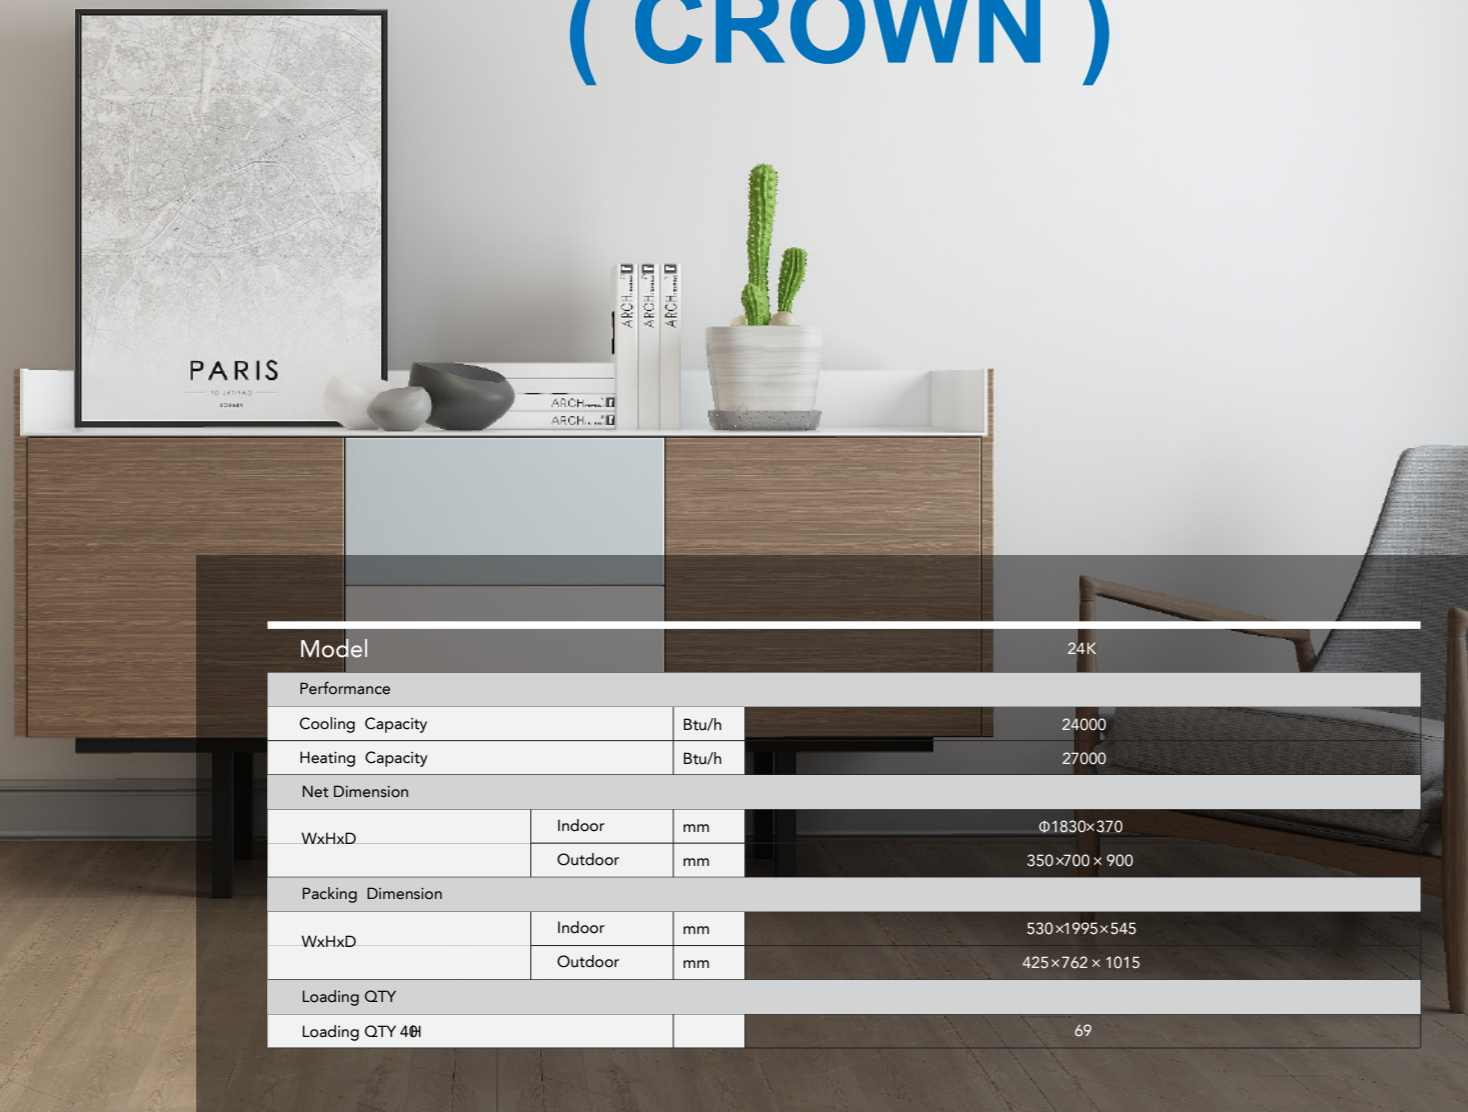 ( CROWN )
PARIS
ARCH
ARCH
ARCH
ARCH
ARCH
Model 24K
Performance
Cooling Capacity Btu/h 24000
Heating Capacity Btu/h 27000
Net Dimension
WxHxD Indoor mm Φ1830×370
Outdoor mm 350×700×900
Packing Dimension
WxHxD Indoor mm 530×1995×545
Outdoor mm 425×762×1015
Loading QTY
Loading QTY 69